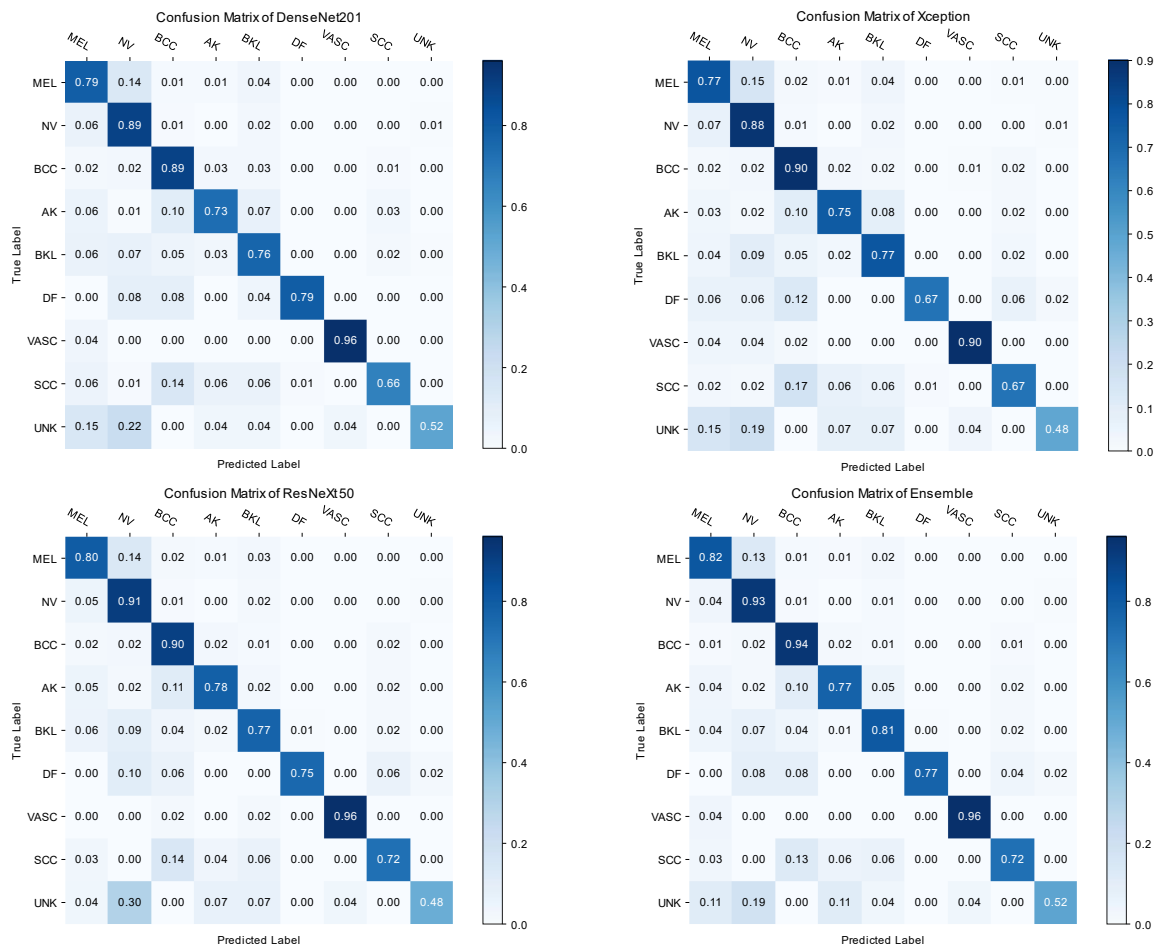 Confusion Matrix of DenseNet201
MEL NV BCC AK BKL DF VASC SCC UNK
MEL 0.79 0.14 0.01 0.01 0.04 0.00 0.00 0.00 0.00
NV 0.06 0.89 0.01 0.00 0.02 0.00 0.00 0.00 0.01
BCC 0.02 0.02 0.89 0.03 0.03 0.00 0.00 0.01 0.00
AK 0.06 0.01 0.10 0.73 0.07 0.00 0.00 0.03 0.00
BKL 0.06 0.07 0.05 0.03 0.76 0.00 0.00 0.02 0.00
DF 0.00 0.08 0.08 0.00 0.04 0.79 0.00 0.00 0.00
VASC 0.04 0.00 0.00 0.00 0.00 0.00 0.96 0.00 0.00
SCC 0.06 0.01 0.14 0.06 0.06 0.01 0.00 0.66 0.00
UNK 0.15 0.22 0.00 0.04 0.04 0.00 0.04 0.00 0.52
True Label
Predicted Label
0.8
0.6
0.4
0.2
0.0
Confusion Matrix of Xception
MEL NV BCC AK BKL DF VASC SCC UNK
MEL 0.77 0.15 0.02 0.01 0.04 0.00 0.00 0.01 0.00
NV 0.07 0.88 0.01 0.00 0.02 0.00 0.00 0.00 0.01
BCC 0.02 0.02 0.90 0.02 0.02 0.00 0.01 0.02 0.00
AK 0.03 0.02 0.10 0.75 0.08 0.00 0.00 0.02 0.00
BKL 0.04 0.09 0.05 0.02 0.77 0.00 0.00 0.02 0.00
DF 0.06 0.06 0.12 0.00 0.00 0.67 0.00 0.06 0.02
VASC 0.04 0.04 0.02 0.00 0.00 0.00 0.90 0.00 0.00
SCC 0.02 0.02 0.17 0.06 0.06 0.01 0.00 0.67 0.00
UNK 0.15 0.19 0.00 0.07 0.07 0.00 0.04 0.00 0.48
True Label
Predicted Label
0.9
0.8
0.7
0.6
0.5
0.4
0.3
0.2
0.1
0.0
Confusion Matrix of ResNeXt50
MEL NV BCC AK BKL DF VASC SCC UNK
MEL 0.80 0.14 0.02 0.01 0.03 0.00 0.00 0.00 0.00
NV 0.05 0.91 0.01 0.00 0.02 0.00 0.00 0.00 0.00
BCC 0.02 0.02 0.90 0.02 0.01 0.00 0.00 0.02 0.00
AK 0.05 0.02 0.11 0.78 0.02 0.00 0.00 0.02 0.00
BKL 0.06 0.09 0.04 0.02 0.77 0.01 0.00 0.02 0.00
DF 0.00 0.10 0.06 0.00 0.00 0.75 0.00 0.06 0.02
VASC 0.00 0.00 0.02 0.00 0.02 0.00 0.96 0.00 0.00
SCC 0.03 0.00 0.14 0.04 0.06 0.00 0.00 0.72 0.00
UNK 0.04 0.30 0.00 0.07 0.07 0.00 0.04 0.00 0.48
True Label
Predicted Label
0.8
0.6
0.4
0.2
0.0
Confusion Matrix of Ensemble
MEL NV BCC AK BKL DF VASC SCC UNK
MEL 0.82 0.13 0.01 0.01 0.02 0.00 0.00 0.00 0.00
NV 0.04 0.93 0.01 0.00 0.01 0.00 0.00 0.00 0.00
BCC 0.01 0.02 0.94 0.02 0.01 0.00 0.00 0.01 0.00
AK 0.04 0.02 0.10 0.77 0.05 0.00 0.00 0.02 0.00
BKL 0.04 0.07 0.04 0.01 0.81 0.00 0.00 0.02 0.00
DF 0.00 0.08 0.08 0.00 0.00 0.77 0.00 0.04 0.02
VASC 0.04 0.00 0.00 0.00 0.00 0.00 0.96 0.00 0.00
SCC 0.03 0.00 0.13 0.06 0.06 0.00 0.00 0.72 0.00
UNK 0.11 0.19 0.00 0.11 0.04 0.00 0.04 0.00 0.52
True Label
Predicted Label
0.8
0.6
0.4
0.2
0.0